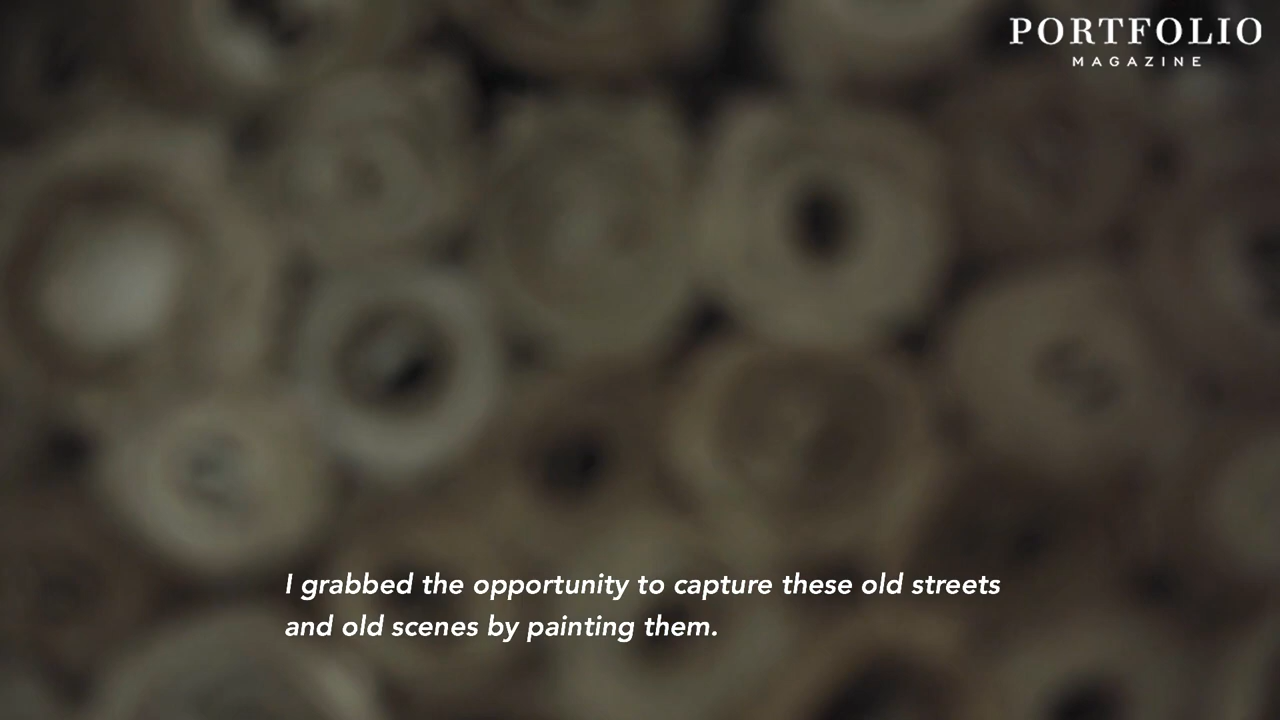 PORTFOLIO
MAGAZINE
I grabbed the opportunity to capture these old streets
and old scenes by painting them.